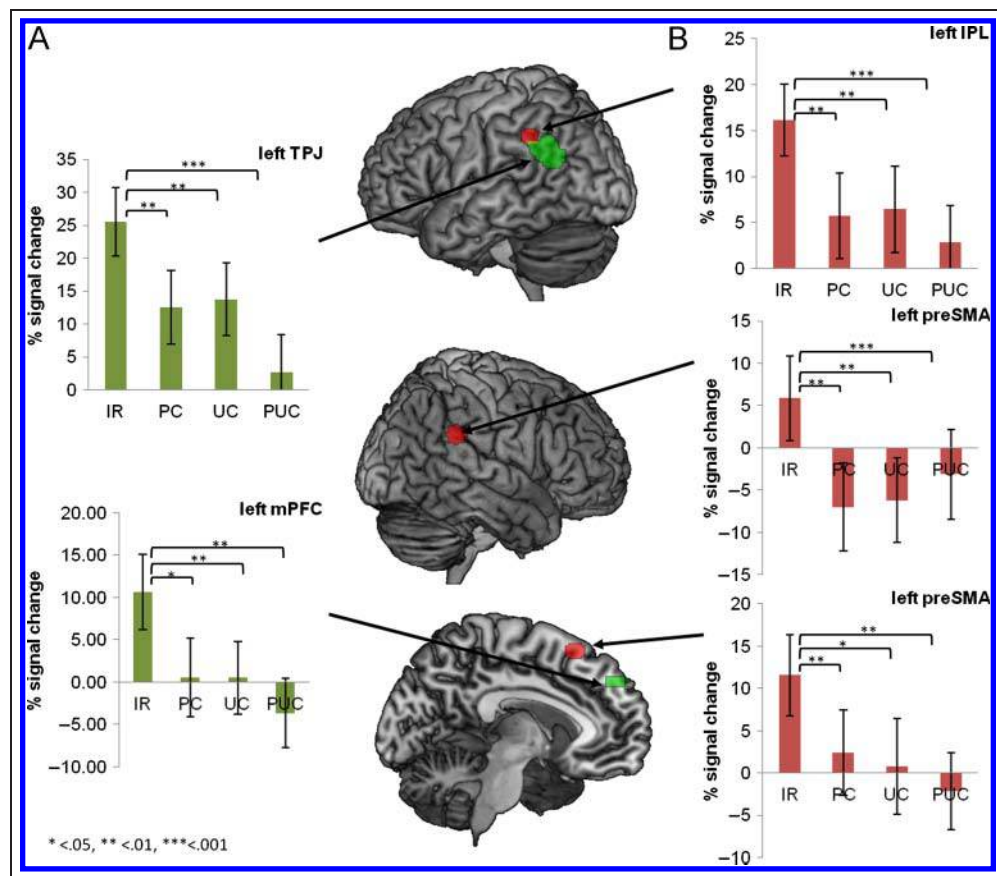 A
left TPJ
% signal change
35
30
25
20
15
10
5
0
***
**
**
IR PC UC PUC
left mPFC
% signal change
20.00
15.00
10.00
5.00
0.00
−5.00
−10.00
**
**
*
IR PC UC PUC
* <.05, ** <.01, ***<.001
B
left IPL
% signal change
25
20
15
10
5
0
***
**
**
IR PC UC PUC
left preSMA
% signal change
15
10
5
0
−5
−10
−15
***
**
**
IR PC UC PUC
left preSMA
% signal change
20
15
10
5
0
−5
−10
**
*
**
IR PC UC PUC